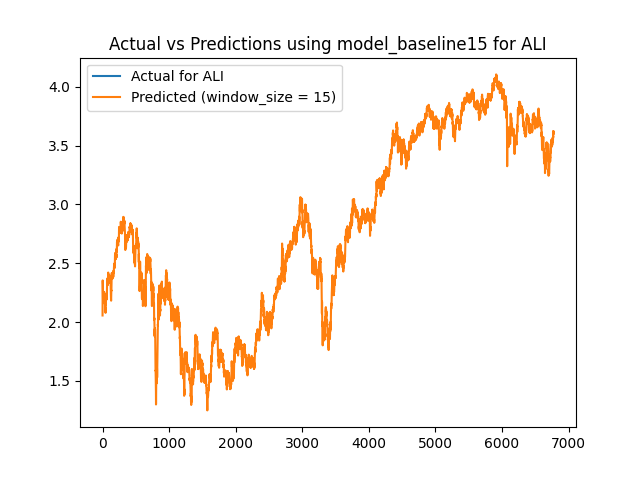 Actual vs Predictions using model_baseline15 for ALI
Actual for ALI
Predicted (window_size = 15)
4.0
3.5
3.0
2.5
2.0
1.5
0 1000 2000 3000 4000 5000 6000 7000